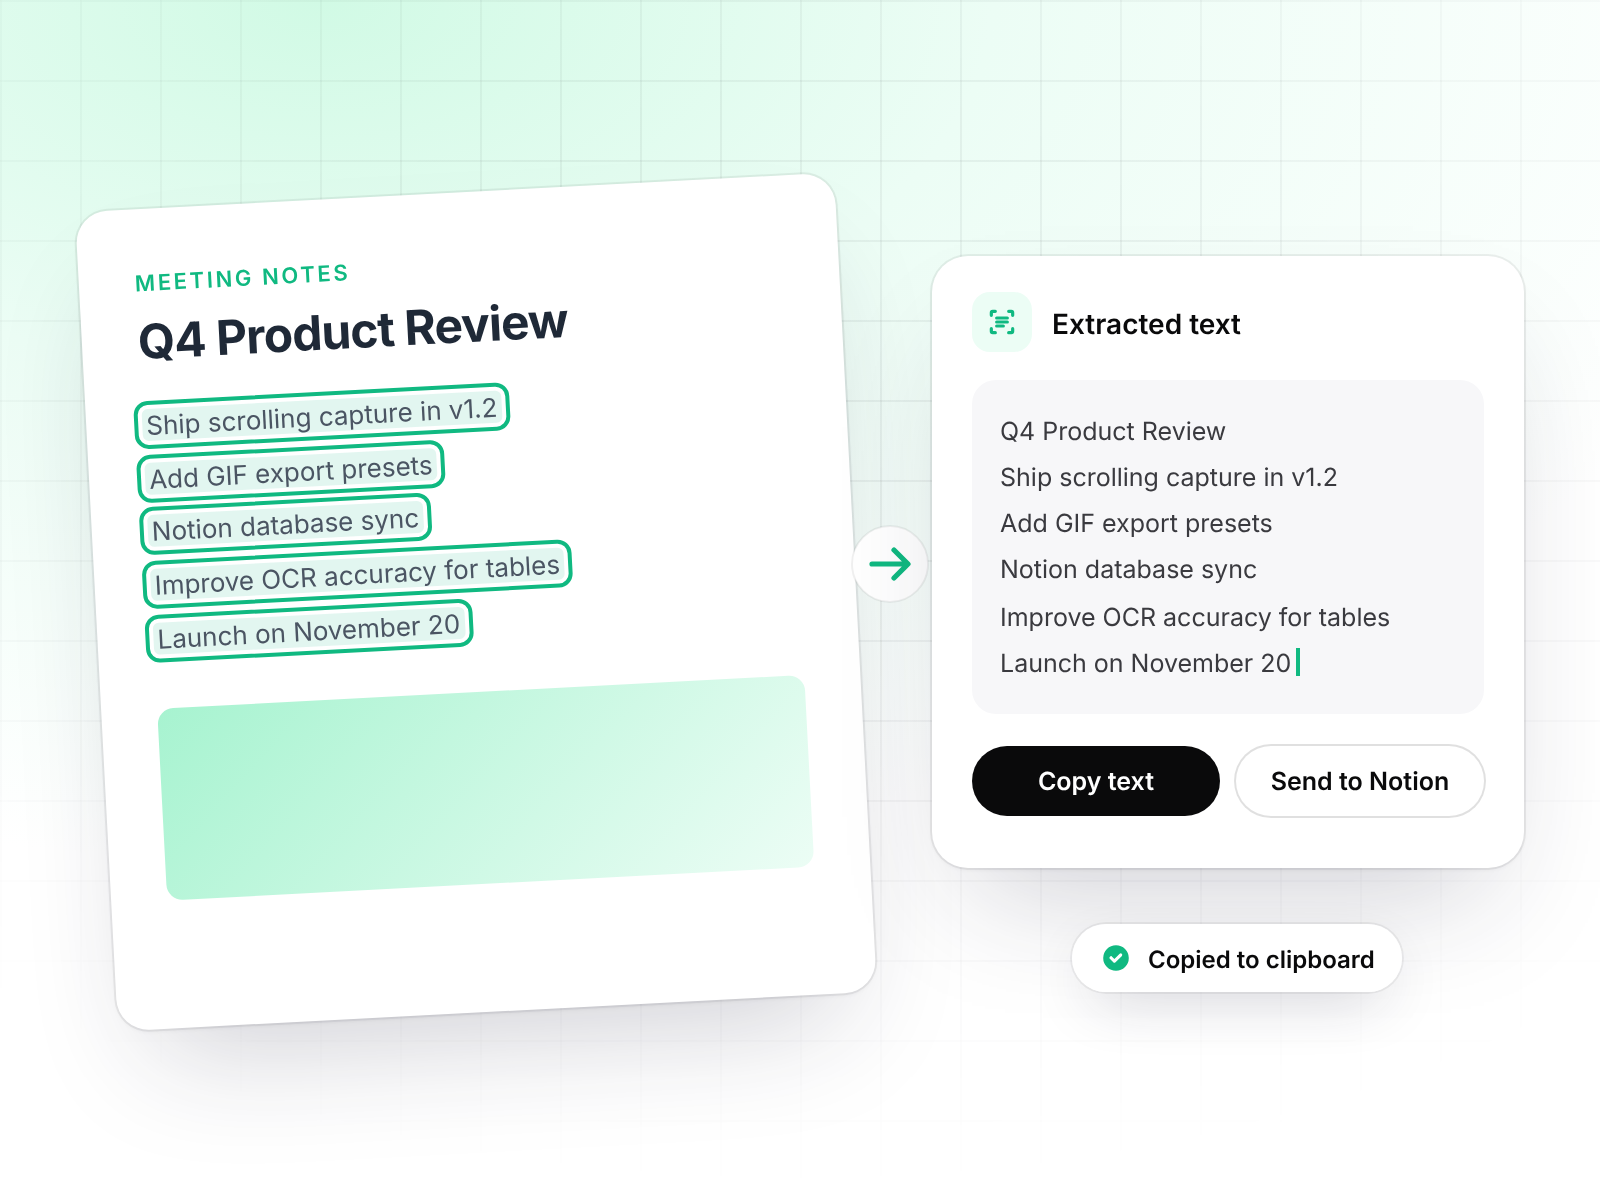 MEETING NOTES
Q4 Product Review
Ship scrolling capture in v1.2
Add GIF export presets
Notion database sync
Improve OCR accuracy for tables
Launch on November 20
Extracted text
Q4 Product Review
Ship scrolling capture in v1.2
Add GIF export presets
Notion database sync
Improve OCR accuracy for tables
Launch on November 20
Copy text
Send to Notion
Copied to clipboard